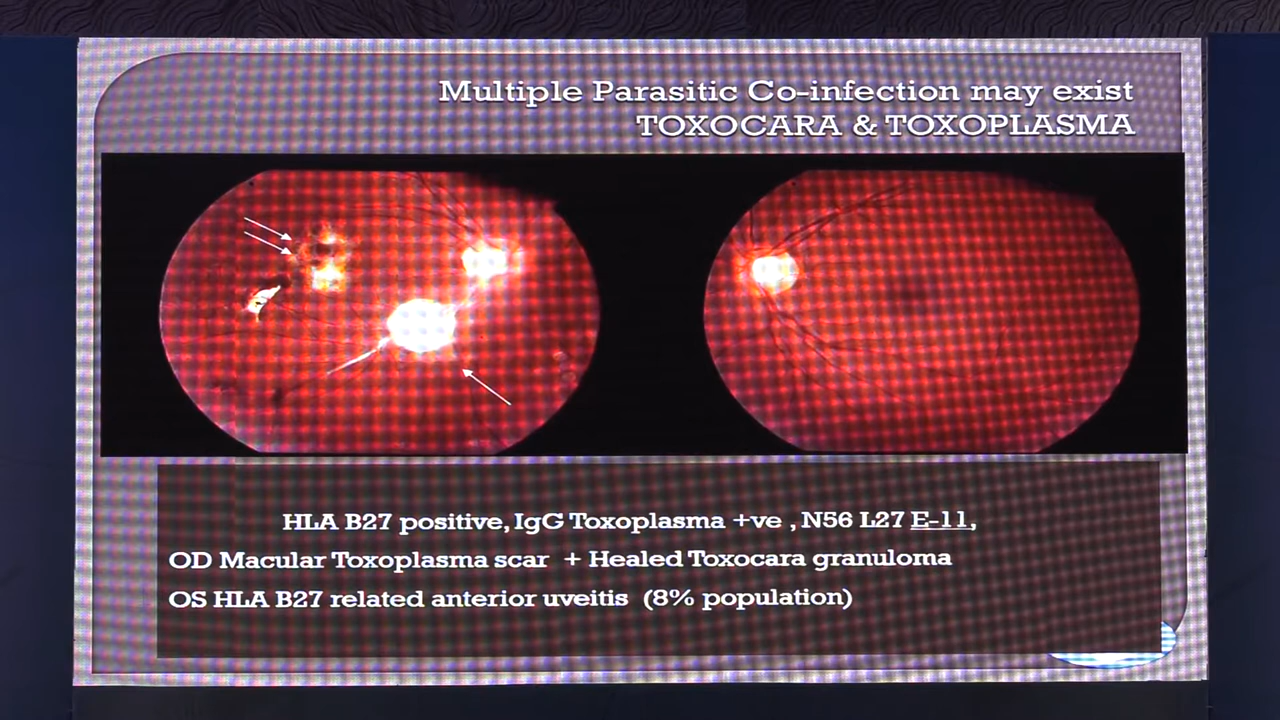 Multiple Parasitic Co-infection may exist
TOXOCARA & TOXOPLASMA
HLA B27 positive, IgG Toxoplasma +ve , N56 L27 E-11,
OD Macular Toxoplasma scar + Healed Toxocara granuloma
OS HLA B27 related anterior uveitis (8% population)